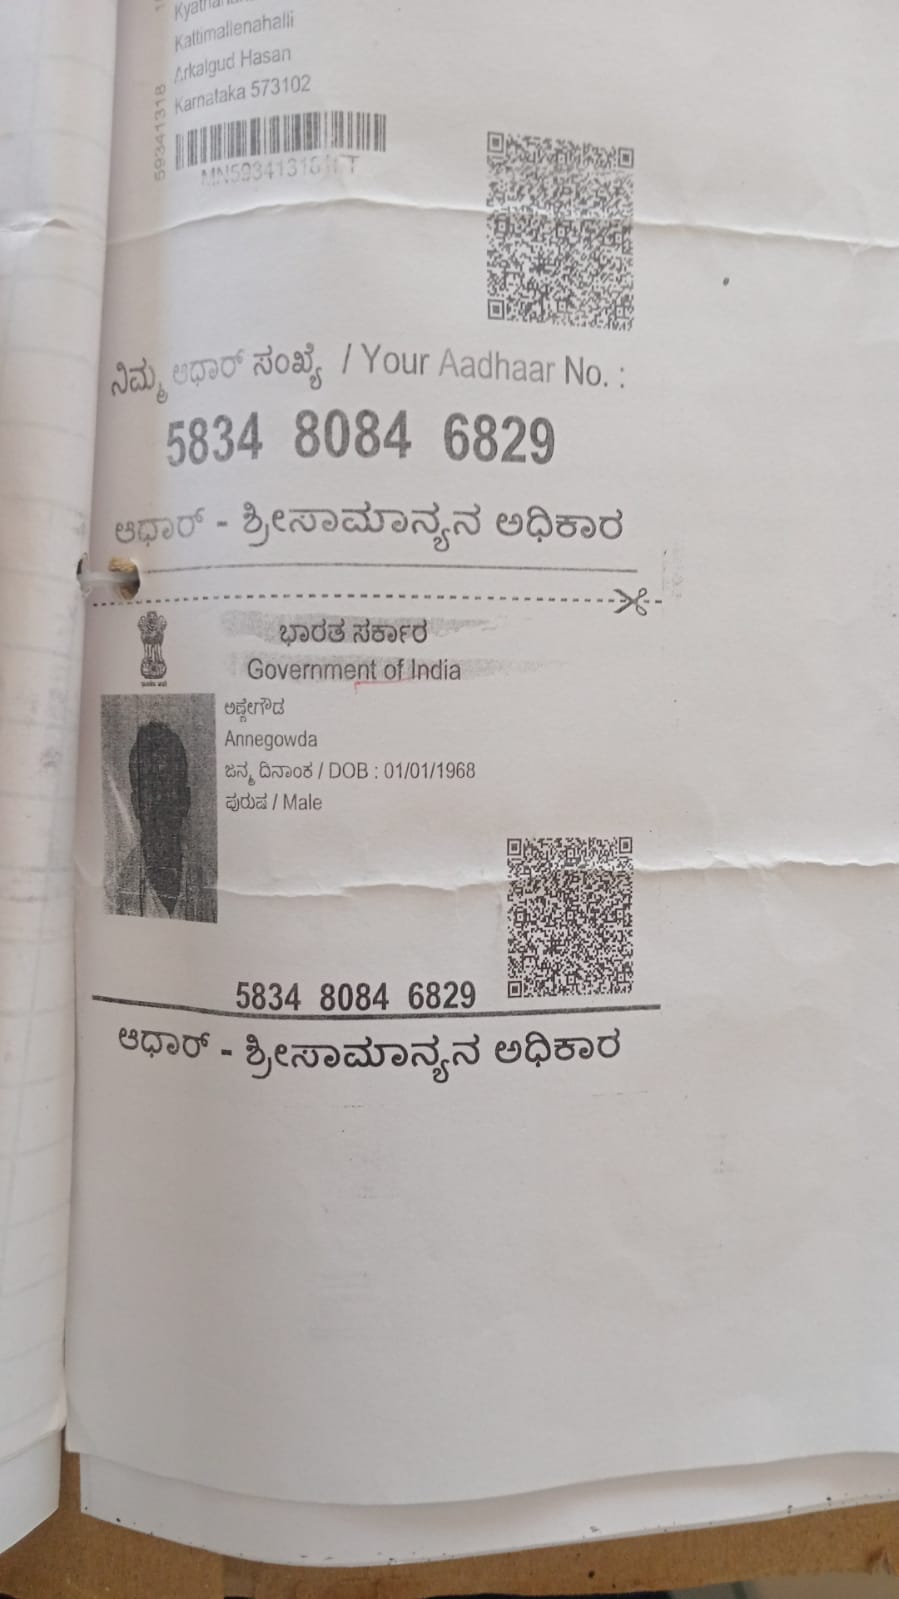 59341318
Kattimallenahalli
Arkalgud Hasan
Karnataka 573102
ನಿಮ್ಮ ಆಧಾರ್ ಸಂಖ್ಯೆ / Your Aadhaar No. :
5834 8084 6829
ಆಧಾರ್ - ಶ್ರೀಸಾಮಾನ್ಯನ ಅಧಿಕಾರ
ಭಾರತ ಸರ್ಕಾರ
Government of India
ಅಣ್ಣೇಗೌಡ
Annegowda
ಜನ್ಮ ದಿನಾಂಕ / DOB : 01/01/1968
ಪುರುಷ / Male
5834 8084 6829
ಆಧಾರ್ - ಶ್ರೀಸಾಮಾನ್ಯನ ಅಧಿಕಾರ